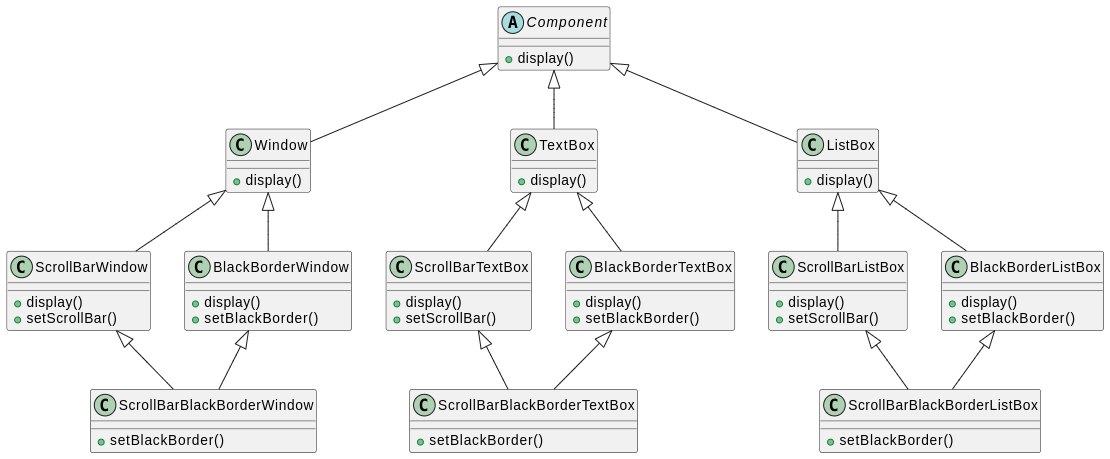 A Component
display()
C Window
display()
C TextBox
display()
C ListBox
display()
C ScrollBarWindow
display()
setScrollBar()
C BlackBorderWindow
display()
setBlackBorder()
C ScrollBarTextBox
display()
setScrollBar()
C BlackBorderTextBox
display()
setBlackBorder()
C ScrollBarListBox
display()
setScrollBar()
C BlackBorderListBox
display()
setBlackBorder()
C ScrollBarBlackBorderWindow
setBlackBorder()
C ScrollBarBlackBorderTextBox
setBlackBorder()
C ScrollBarBlackBorderListBox
setBlackBorder()